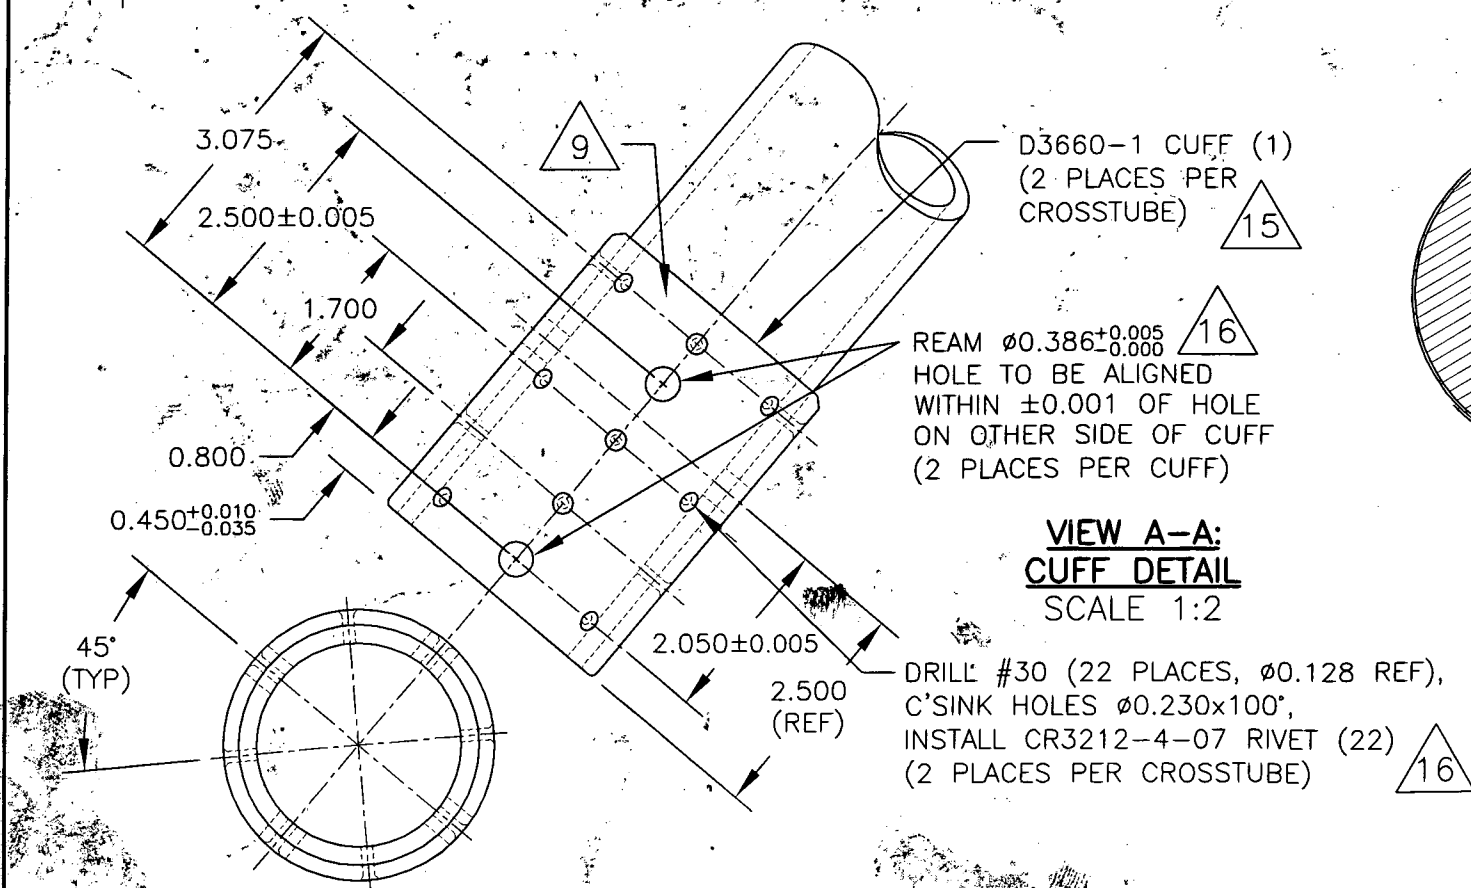 3.075
2.500±0.005
1.700
0.800
0.450+0.010
-0.035
45°
(TYP)
9
D3660-1 CUFF (1)
(2 PLACES PER
CROSSTUBE)
15
REAM ø0.386+0.005
-0.000
16
HOLE TO BE ALIGNED
WITHIN ±0.001 OF HOLE
ON OTHER SIDE OF CUFF
(2 PLACES PER CUFF)
VIEW A-A:
CUFF DETAIL
SCALE 1:2
2.050±0.005
2.500
(REF)
DRILL #30 (22 PLACES, ø0.128 REF),
C'SINK HOLES ø0.230x100°,
INSTALL CR3212-4-07 RIVET (22)
(2 PLACES PER CROSSTUBE)
16